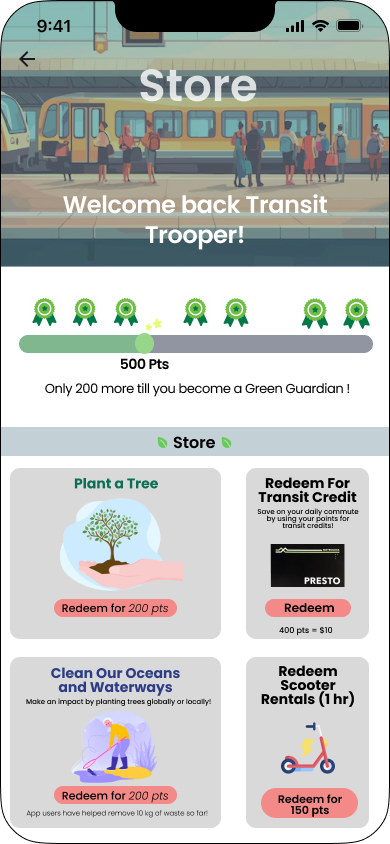 9:41
Store
Welcome back Transit
Trooper!
500 Pts
Only 200 more till you become a Green Guardian !
Store
Plant a Tree
Redeem for 200 pts
Redeem For
Transit Credit
Save on your daily commute
by using your points for
transit credits!
PRESTO
Redeem
400 pts = $10
Clean Our Oceans
and Waterways
Make an impact by planting trees globally or locally!
Redeem for 200 pts
App users have helped remove 10 kg of waste so far!
Redeem
Scooter
Rentals (1 hr)
Redeem for
150 pts